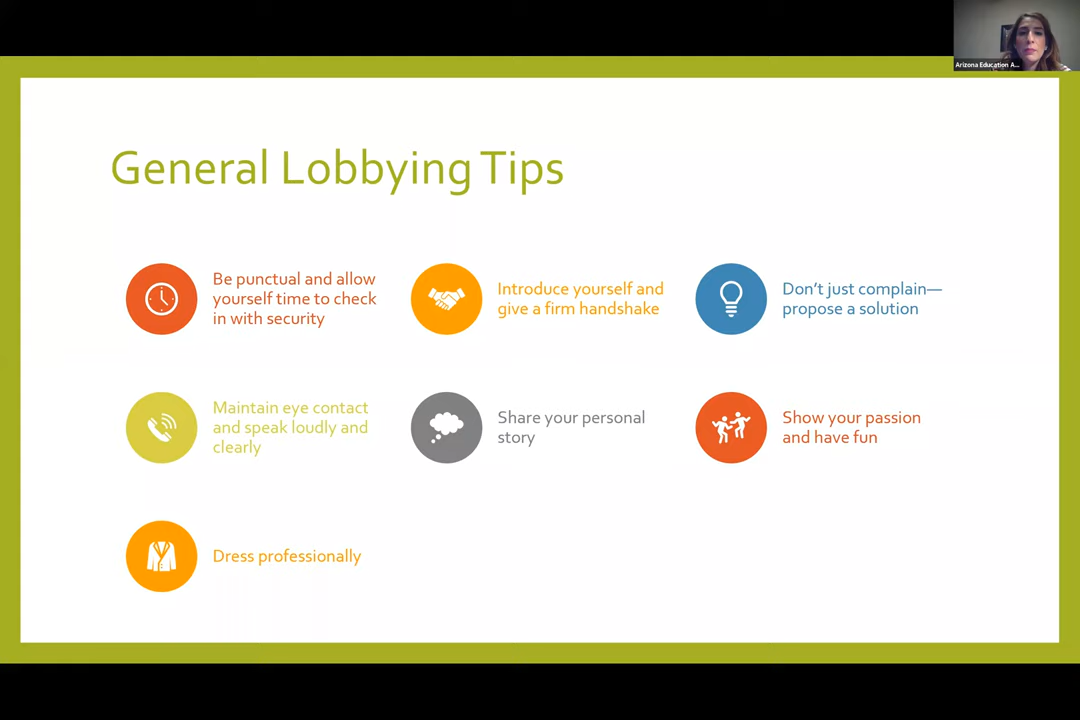 Arizona Education A...
General Lobbying Tips
Be punctual and allow
yourself time to check
in with security
Introduce yourself and
give a firm handshake
Don't just complain—
propose a solution
Maintain eye contact
and speak loudly and
clearly
Share your personal
story
Show your passion
and have fun
Dress professionally